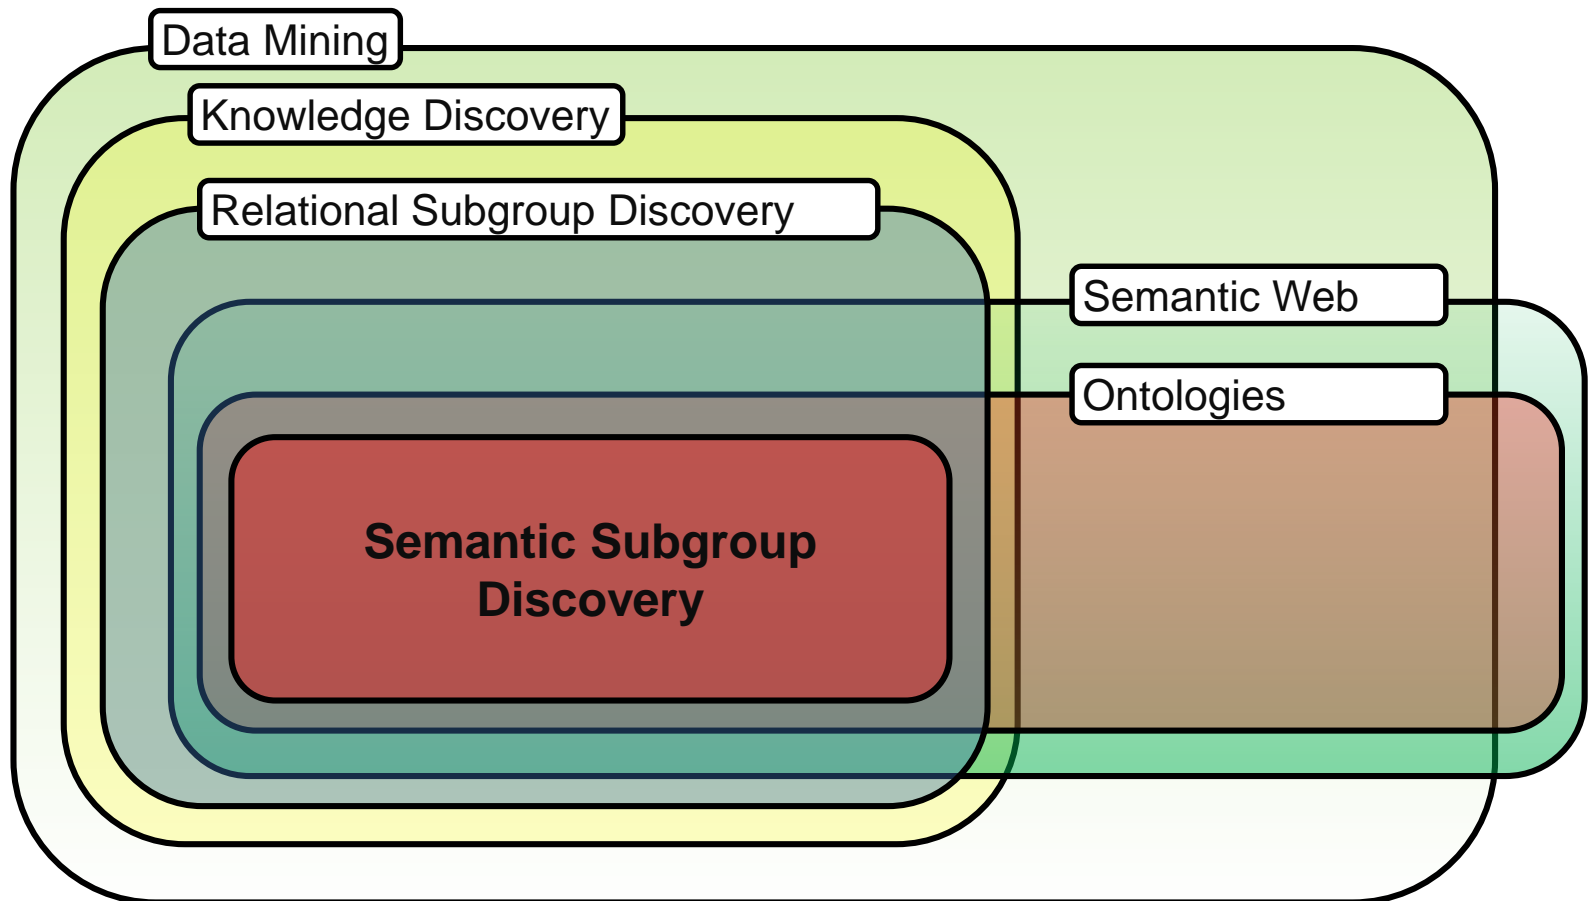 Data Mining
Knowledge Discovery
Relational Subgroup Discovery
Semantic Web
Ontologies
Semantic Subgroup
Discovery